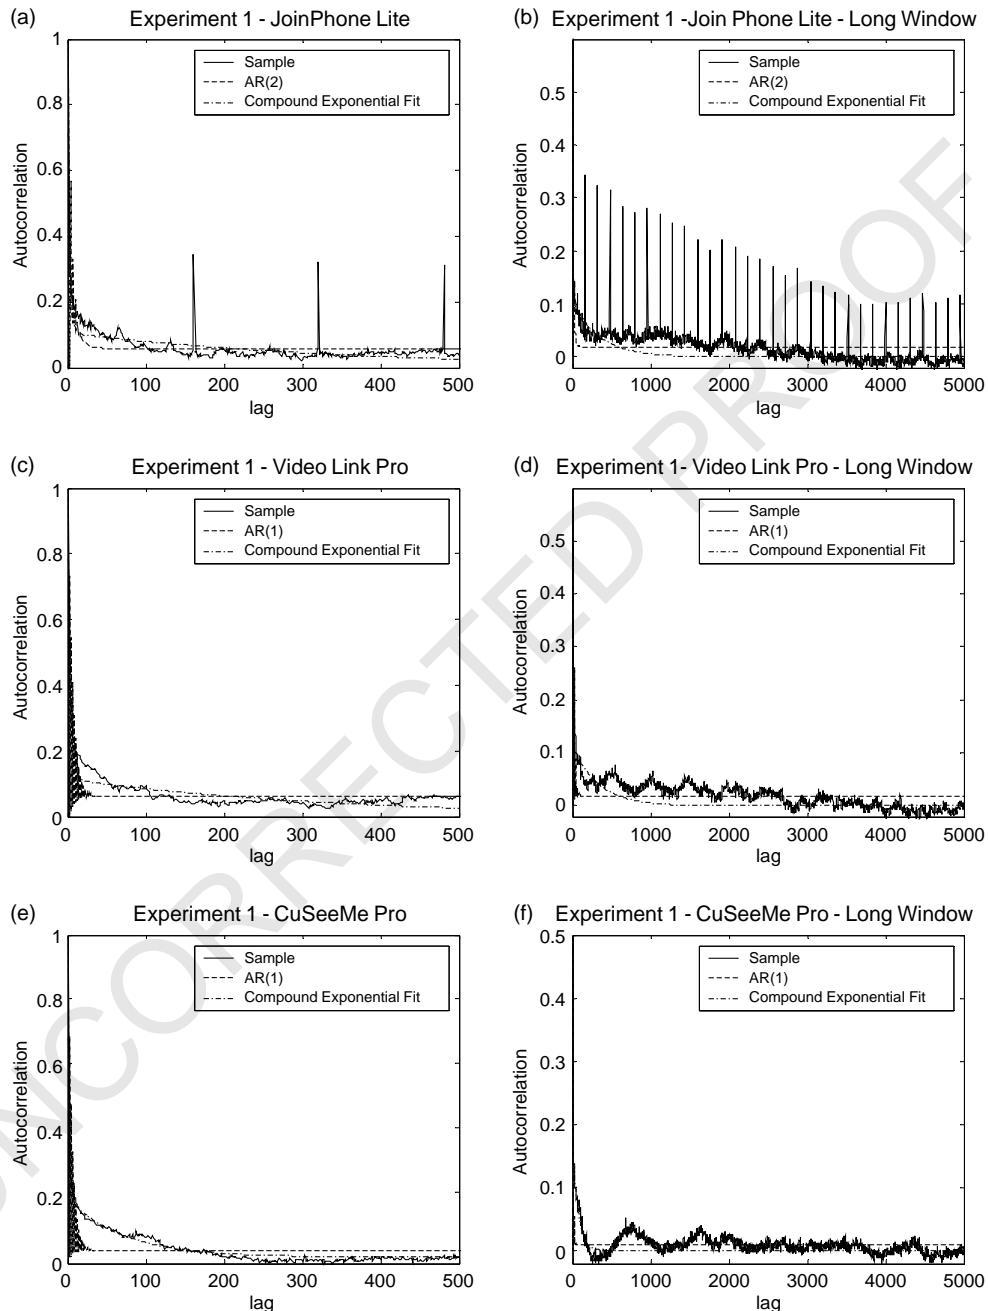 (a) Experiment 1 - JoinPhone Lite
1
0.8
0.6
0.4
0.2
0
Autocorrelation
Sample
AR(2)
Compound Exponential Fit
0 100 200 300 400 500
lag
(b) Experiment 1 -Join Phone Lite - Long Window
0.5
0.4
0.3
0.2
0.1
0
Autocorrelation
Sample
AR(2)
Compound Exponential Fit
0 1000 2000 3000 4000 5000
lag
(c) Experiment 1 - Video Link Pro
1
0.8
0.6
0.4
0.2
0
Autocorrelation
Sample
AR(1)
Compound Exponential Fit
0 100 200 300 400 500
lag
(d) Experiment 1- Video Link Pro - Long Window
0.5
0.4
0.3
0.2
0.1
0
Autocorrelation
Sample
AR(1)
Compound Exponential Fit
0 1000 2000 3000 4000 5000
lag
(e) Experiment 1 - CuSeeMe Pro
1
0.8
0.6
0.4
0.2
0
Autocorrelation
Sample
AR(1)
Compound Exponential Fit
0 100 200 300 400 500
lag
(f) Experiment 1 - CuSeeMe Pro - Long Window
0.5
0.4
0.3
0.2
0.1
0
Autocorrelation
Sample
AR(1)
Compound Exponential Fit
0 1000 2000 3000 4000 5000
lag
UNCORRECTED PROOF